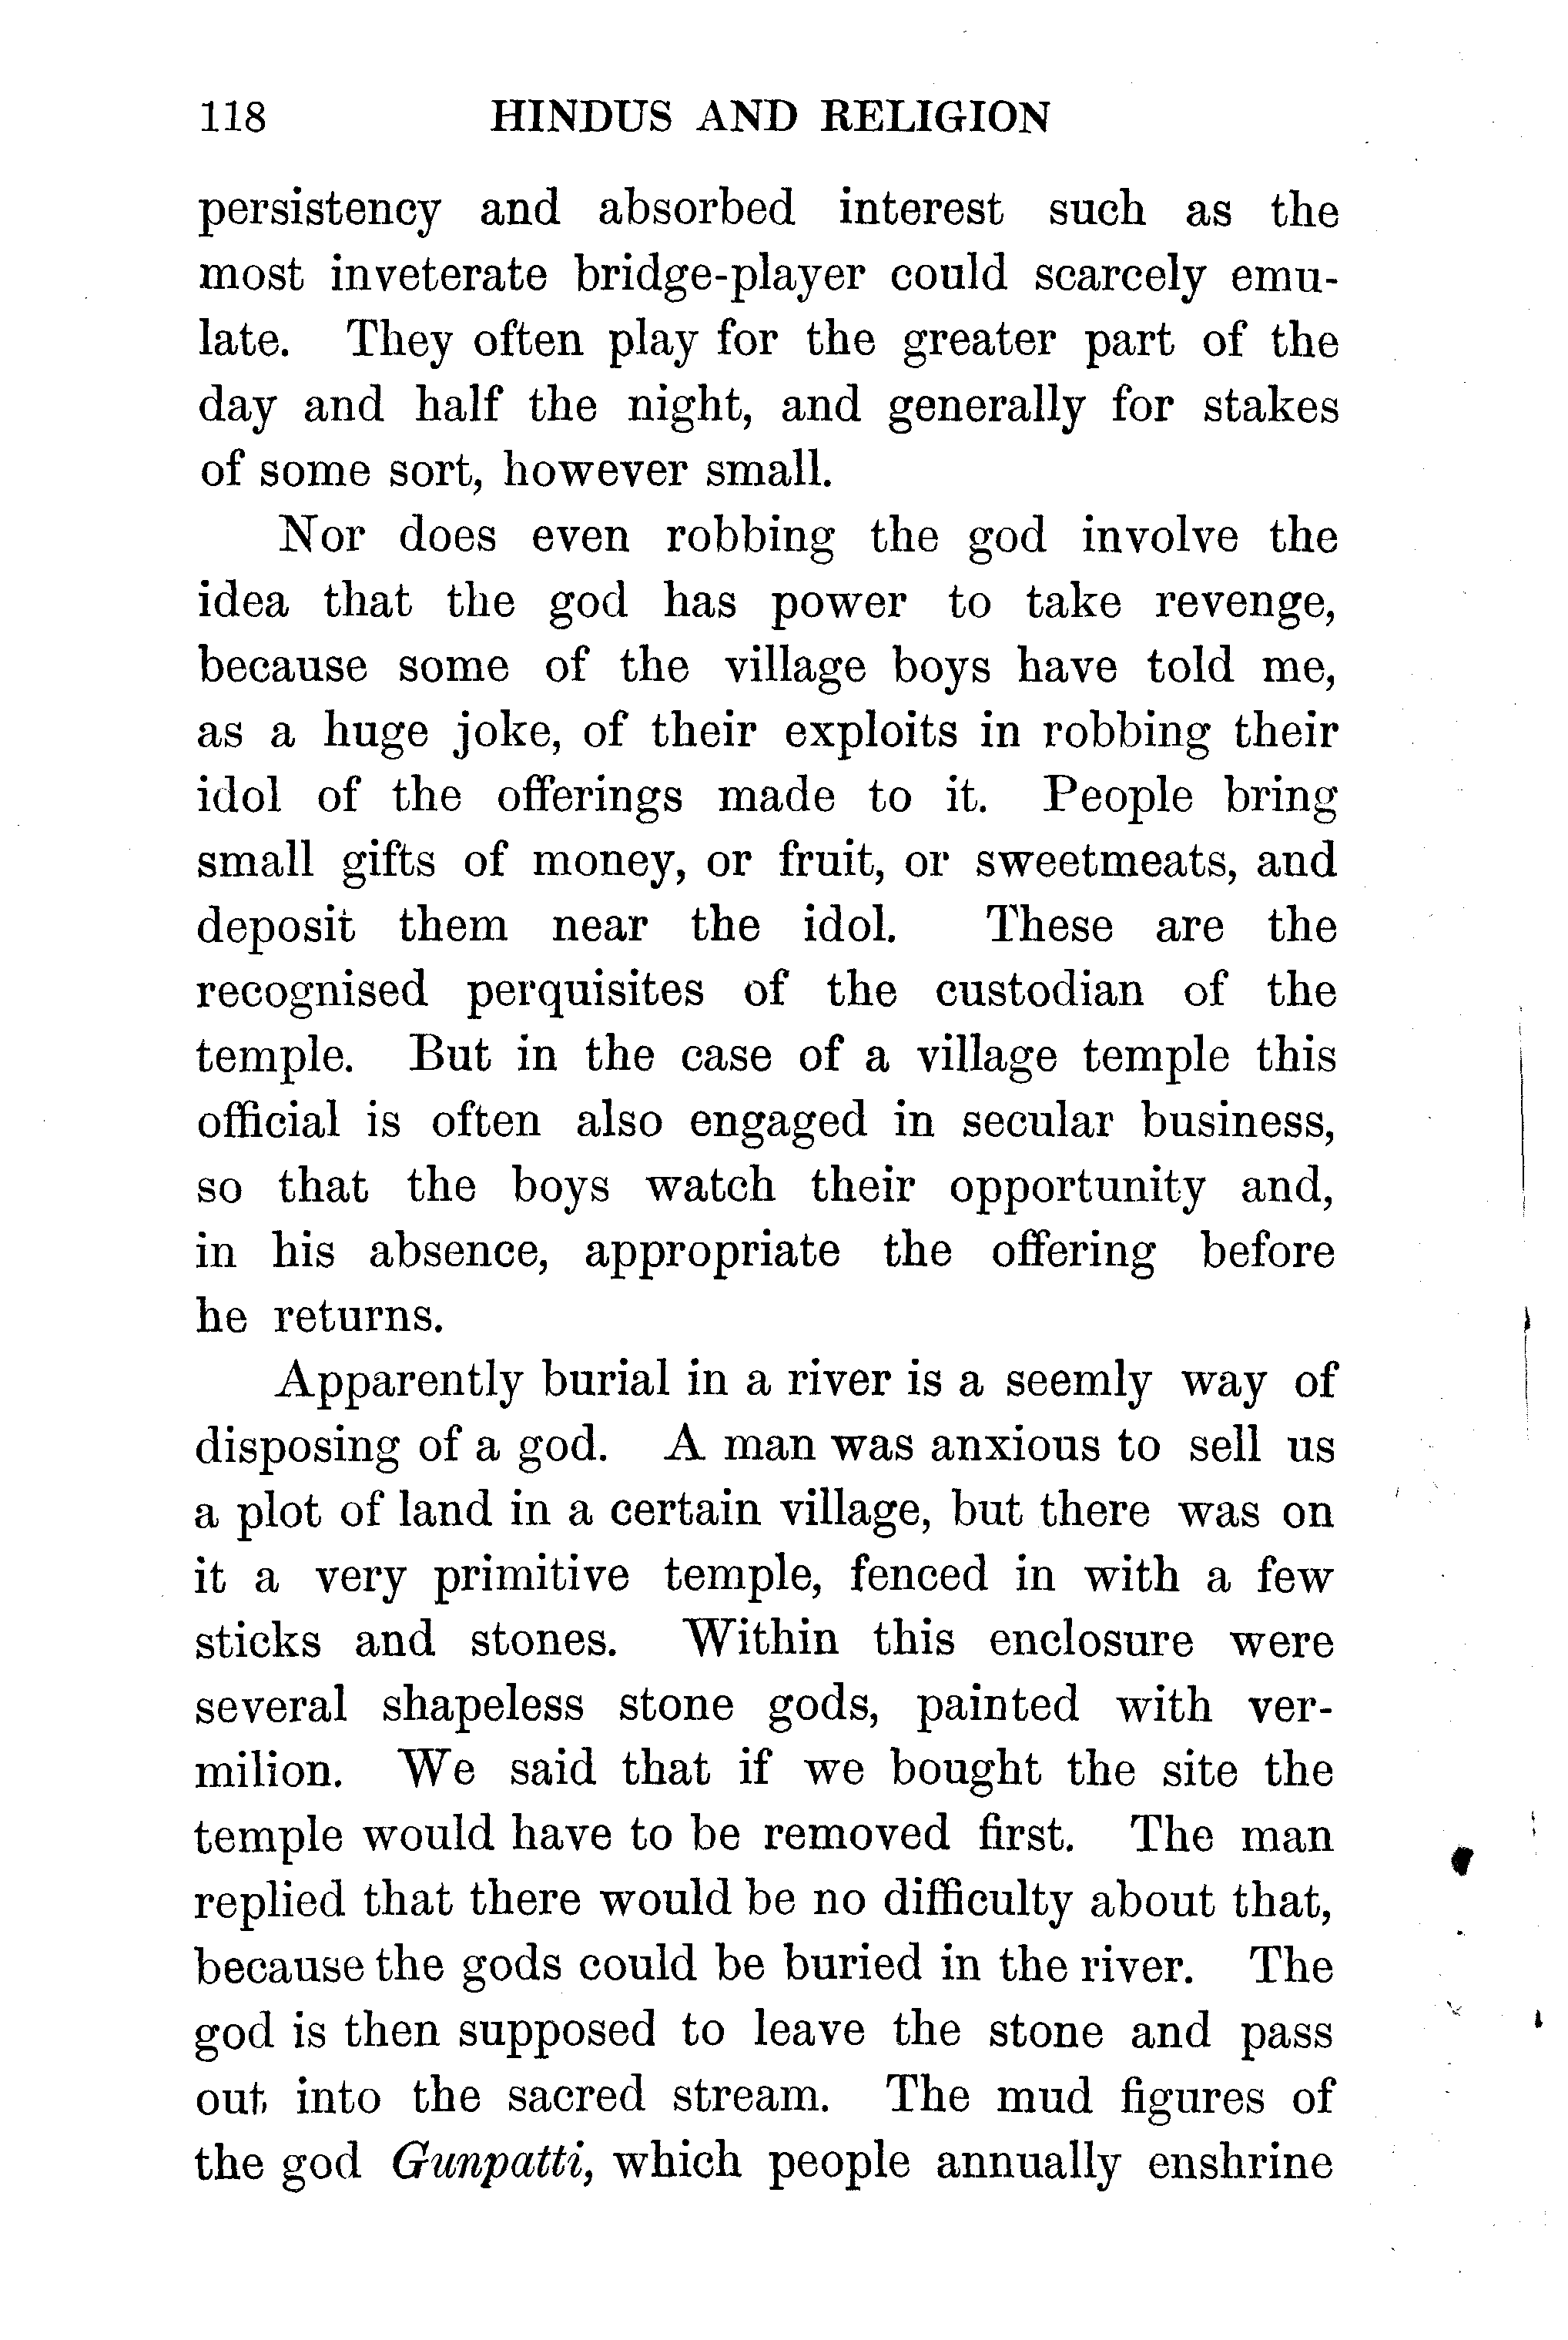 118 HINDUS AND RELIGION
persistency and absorbed interest such as the
most inveterate bridge-player could scarcely emu-
late. They often play for the greater part of the
day and half the night, and generally for stakes
of some sort, however small.
Nor does even robbing the god involve the
idea that the god has power to take revenge,
because some of the village boys have told me,
as a huge joke, of their exploits in robbing their
idol of the offerings made to it. People bring
small gifts of money, or fruit, or sweetmeats, and
deposit them near the idol. These are the
recognised perquisites of the custodian of the
temple. But in the case of a village temple this
official is often also engaged in secular business,
so that the boys watch their opportunity and,
in his absence, appropriate the offering before
he returns.
Apparently burial in a river is a seemly way of
disposing of a god. A man was anxious to sell us
a plot of land in a certain village, but there was on
it a very primitive temple, fenced in with a few
sticks and stones. Within this enclosure were
several shapeless stone gods, painted with ver-
milion. We said that if we bought the site the
temple would have to be removed first. The man
replied that there would be no difficulty about that,
because the gods could be buried in the river. The
god is then supposed to leave the stone and pass
out into the sacred stream. The mud figures of
the god Gunpatti, which people annually enshrine